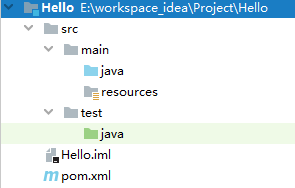 Hello E:\workspace_idea\Project\Hello
src
main
java
resources
test
java
Hello.iml
pom.xml